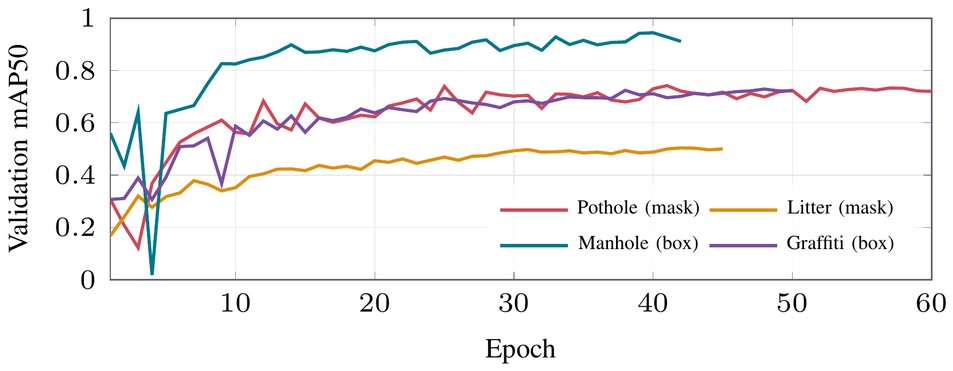 Validation mAP50
1
0.8
0.6
0.4
0.2
0
10 20 30 40 50 60
Epoch
Pothole (mask) Litter (mask)
Manhole (box) Graffiti (box)